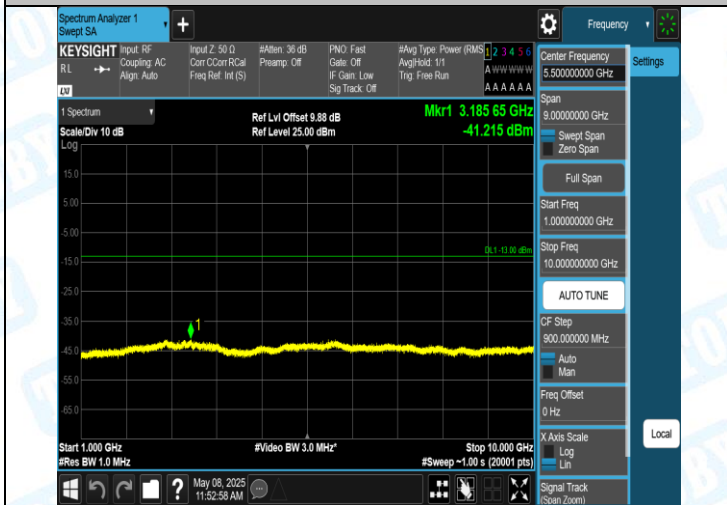 Spectrum Analyzer 1
Swept SA
+
Frequency
KEYSIGHT
RL
LXI
Input: RF
Coupling: AC
Align: Auto
Input Z: 50 Ω
Corr CCorr RCal
Freq Ref: Int (S)
#Atten: 36 dB
Preamp: Off
PNO: Fast
Gate: Off
IF Gain: Low
Sig Track: Off
#Avg Type: Power (RMS
Avg|Hold: 1/1
Trig: Free Run
1 2 3 4 5 6
A W W W W W
A A A A A A
1 Spectrum
Scale/Div 10 dB
Log
Ref Lvl Offset 9.88 dB
Ref Level 25.00 dBm
Mkr1 3.185 65 GHz
-41.215 dBm
15.0
5.00
-5.00
-15.0
-25.0
-35.0
-45.0
-55.0
-65.0
DL1 -13.00 dBm
1
Start 1.000 GHz
#Res BW 1.0 MHz
#Video BW 3.0 MHz*
Stop 10.000 GHz
#Sweep ~1.00 s (20001 pts)
?
May 08, 2025
11:52:58 AM
Center Frequency
5.500000000 GHz
Span
9.00000000 GHz
Swept Span
Zero Span
Full Span
Start Freq
1.000000000 GHz
Stop Freq
10.000000000 GHz
AUTO TUNE
CF Step
900.000000 MHz
Auto
Man
Freq Offset
0 Hz
X Axis Scale
Log
Lin
Signal Track
(Span Zoom)
Settings
Local